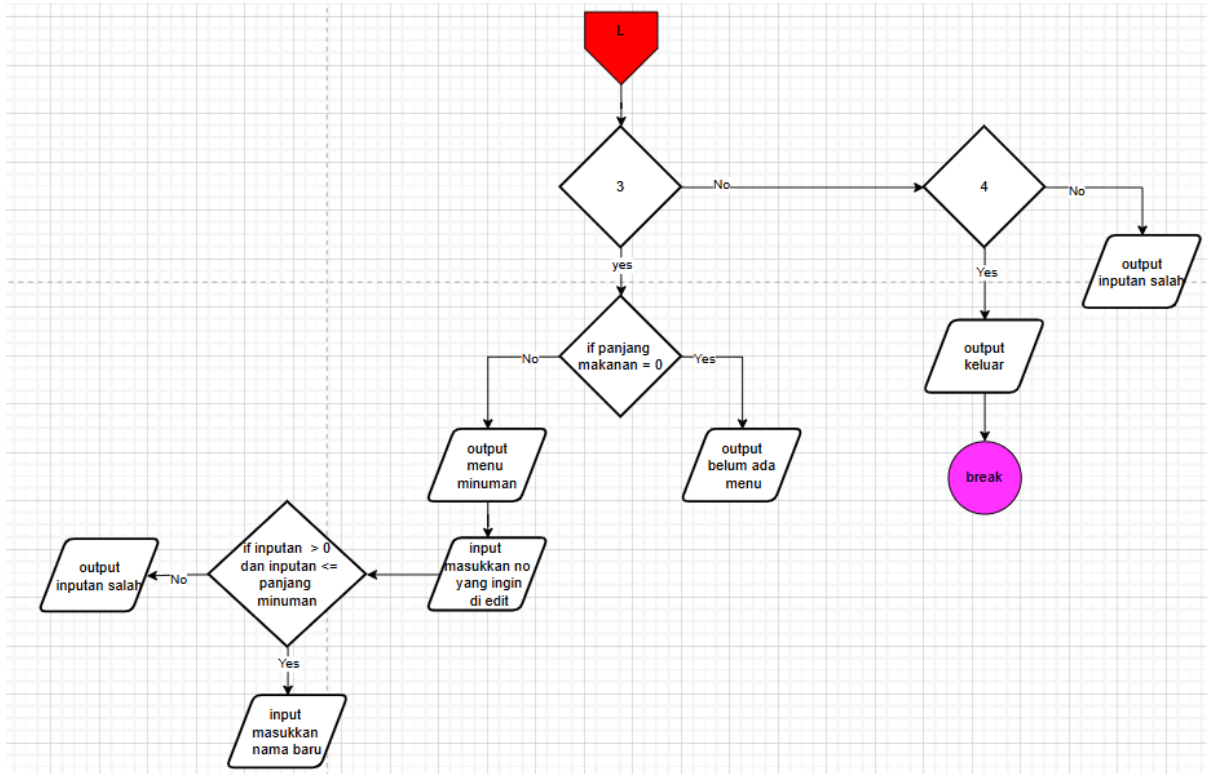 L
3
No
4
No
output
inputan salah
yes
Yes
if panjang
makanan = 0
No
Yes
output
keluar
output
menu
minuman
output
belum ada
menu
break
if inputan > 0
dan inputan <=
panjang
minuman
input
masukkan no
yang ingin
di edit
output
inputan salah
No
Yes
input
masukkan
nama baru